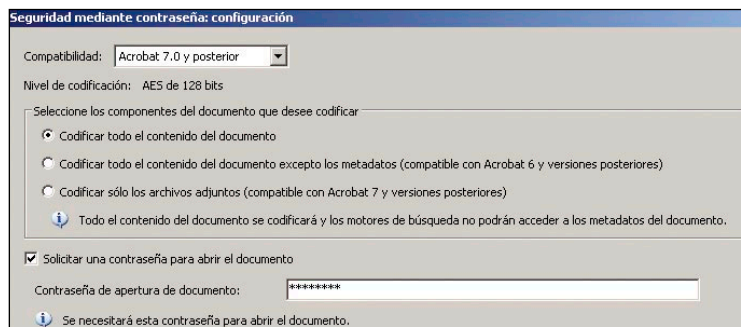 Seguridad mediante contraseña: configuración
Compatibilidad: Acrobat 7.0 y posterior
Nivel de codificación: AES de 128 bits
Seleccione los componentes del documento que desee codificar
Codificar todo el contenido del documento
Codificar todo el contenido del documento excepto los metadatos (compatible con Acrobat 6 y versiones posteriores)
Codificar sólo los archivos adjuntos (compatible con Acrobat 7 y versiones posteriores)
Todo el contenido del documento se codificará y los motores de búsqueda no podrán acceder a los metadatos del documento.
Solicitar una contraseña para abrir el documento
Contraseña de apertura de documento: ********
Se necesitará esta contraseña para abrir el documento.